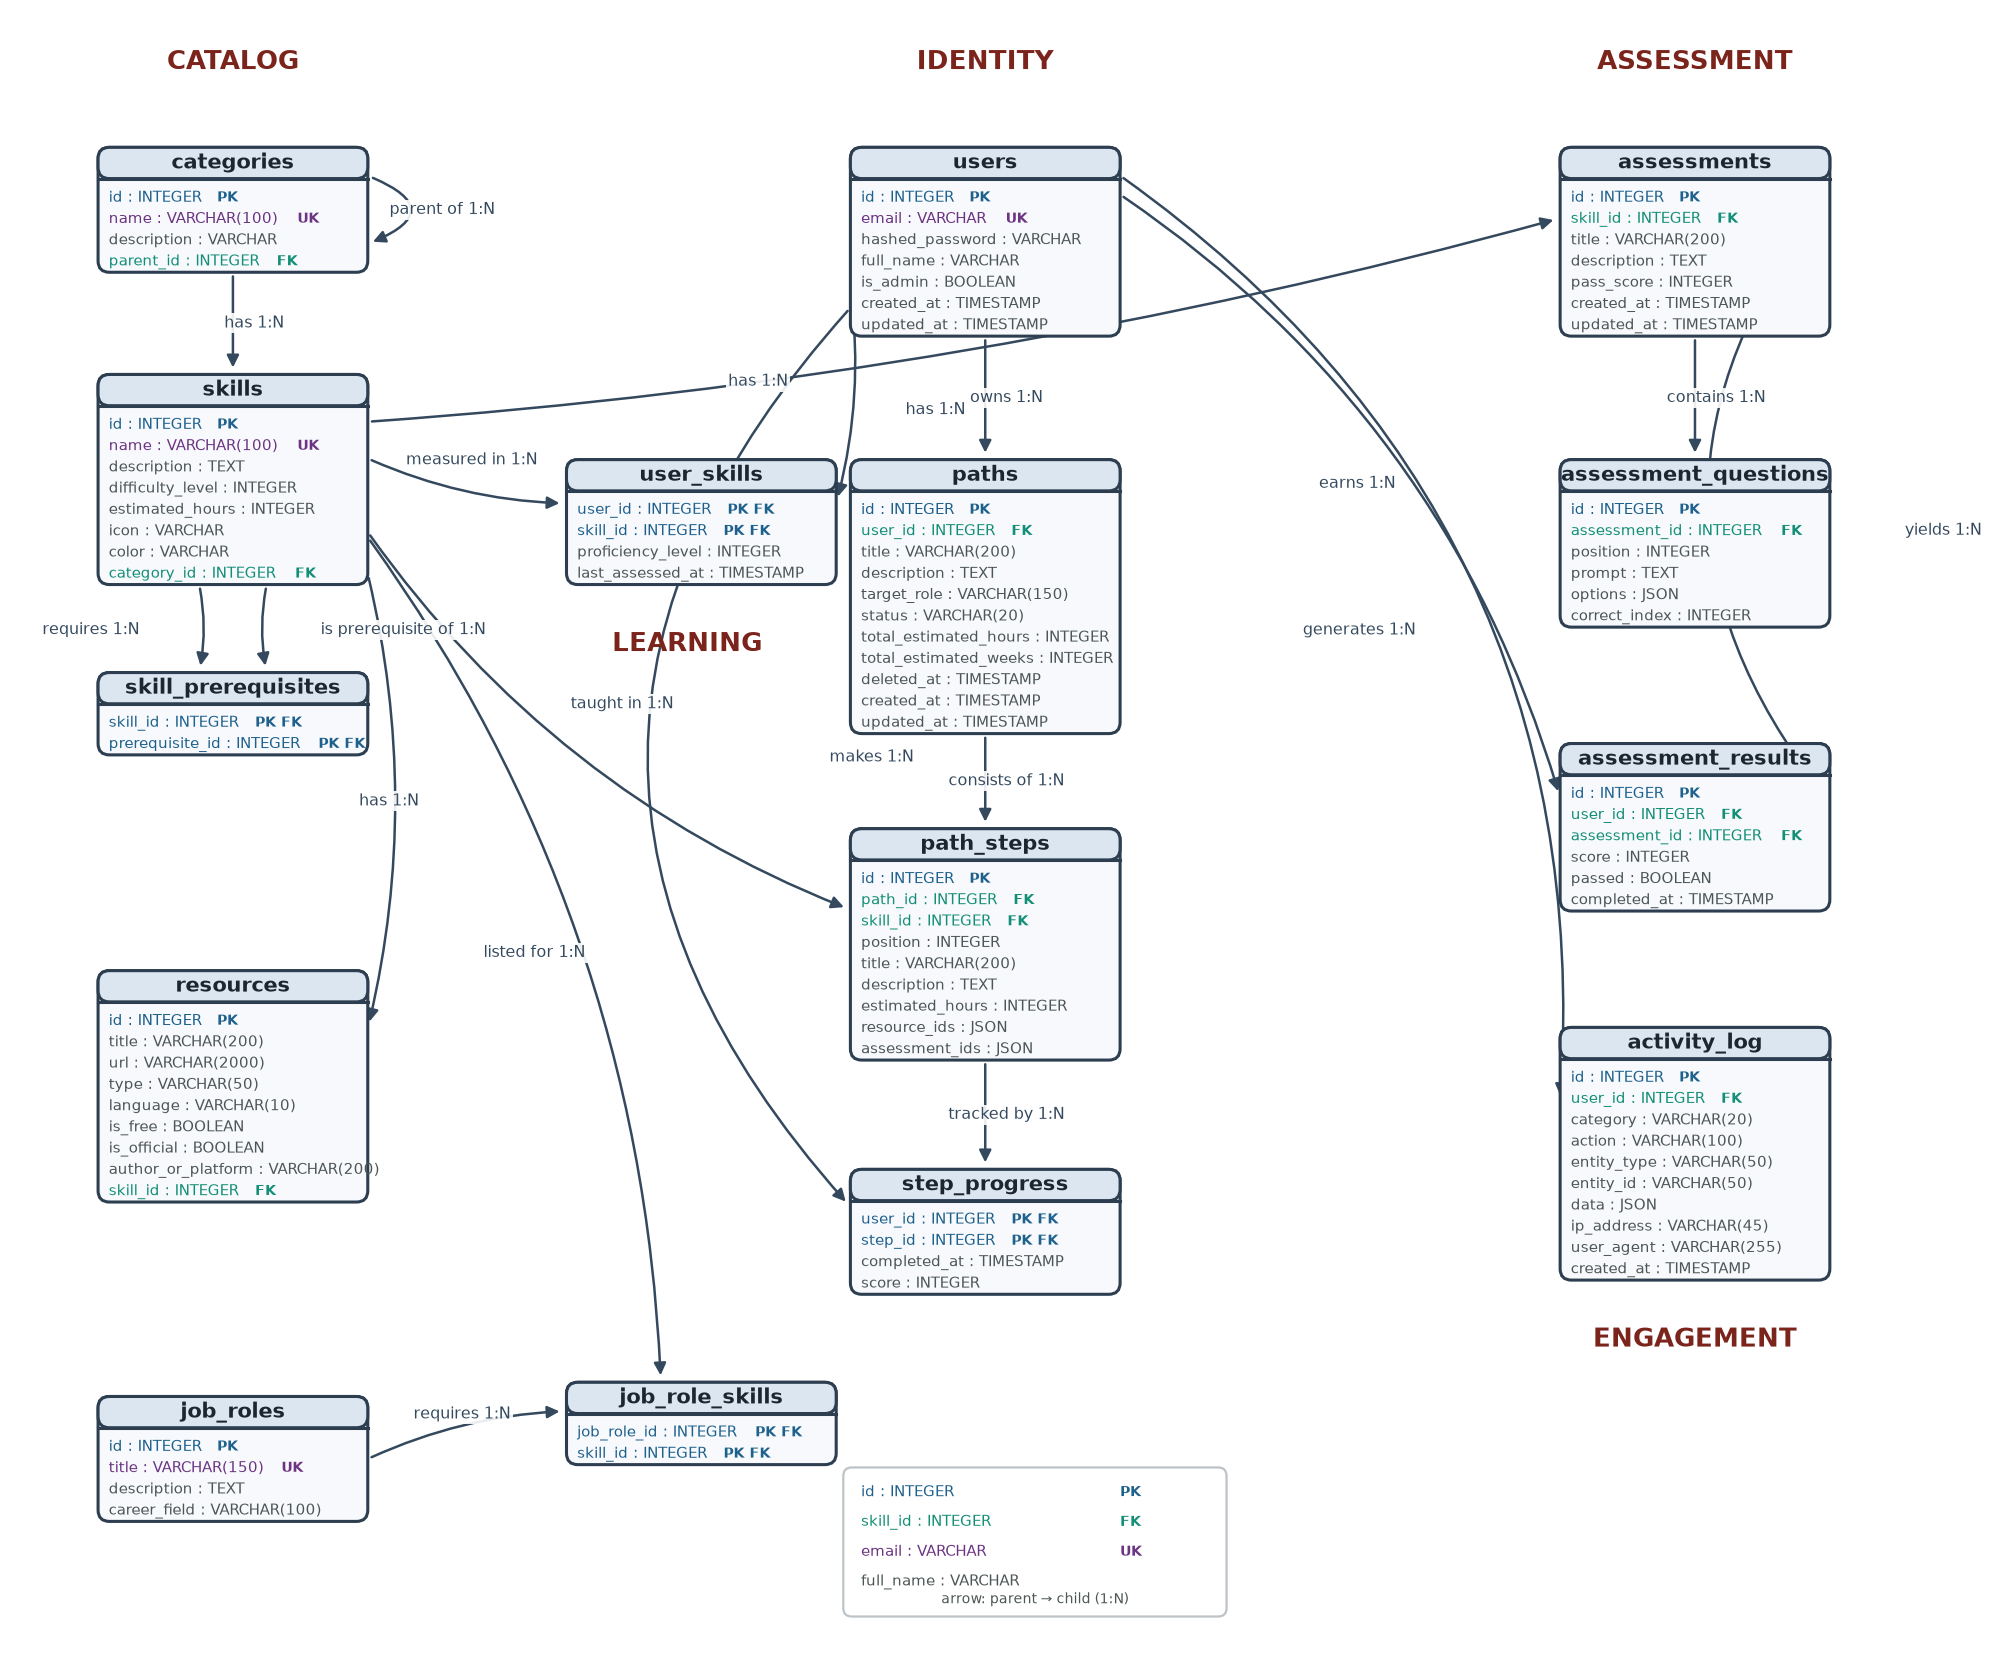 CATALOG
IDENTITY
ASSESSMENT
categories
id : INTEGER PK
name : VARCHAR(100) UK
description : VARCHAR
parent_id : INTEGER FK
parent of 1:N
has 1:N
users
id : INTEGER PK
email : VARCHAR UK
hashed_password : VARCHAR
full_name : VARCHAR
is_admin : BOOLEAN
created_at : TIMESTAMP
updated_at : TIMESTAMP
assessments
id : INTEGER PK
skill_id : INTEGER FK
title : VARCHAR(200)
description : TEXT
pass_score : INTEGER
created_at : TIMESTAMP
updated_at : TIMESTAMP
skills
id : INTEGER PK
name : VARCHAR(100) UK
description : TEXT
difficulty_level : INTEGER
estimated_hours : INTEGER
icon : VARCHAR
color : VARCHAR
category_id : INTEGER FK
has 1:N
has 1:N
owns 1:N
contains 1:N
measured in 1:N
user_skills
user_id : INTEGER PK FK
skill_id : INTEGER PK FK
proficiency_level : INTEGER
last_assessed_at : TIMESTAMP
paths
id : INTEGER PK
user_id : INTEGER FK
title : VARCHAR(200)
description : TEXT
target_role : VARCHAR(150)
status : VARCHAR(20)
total_estimated_hours : INTEGER
total_estimated_weeks : INTEGER
deleted_at : TIMESTAMP
created_at : TIMESTAMP
updated_at : TIMESTAMP
earns 1:N
assessment_questions
id : INTEGER PK
assessment_id : INTEGER FK
position : INTEGER
prompt : TEXT
options : JSON
correct_index : INTEGER
yields 1:N
requires 1:N
is prerequisite of 1:N
LEARNING
generates 1:N
skill_prerequisites
skill_id : INTEGER PK FK
prerequisite_id : INTEGER PK FK
taught in 1:N
makes 1:N
consists of 1:N
has 1:N
assessment_results
id : INTEGER PK
user_id : INTEGER FK
assessment_id : INTEGER FK
score : INTEGER
passed : BOOLEAN
completed_at : TIMESTAMP
path_steps
id : INTEGER PK
path_id : INTEGER FK
skill_id : INTEGER FK
position : INTEGER
title : VARCHAR(200)
description : TEXT
estimated_hours : INTEGER
resource_ids : JSON
assessment_ids : JSON
listed for 1:N
resources
id : INTEGER PK
title : VARCHAR(200)
url : VARCHAR(2000)
type : VARCHAR(50)
language : VARCHAR(10)
is_free : BOOLEAN
is_official : BOOLEAN
author_or_platform : VARCHAR(200)
skill_id : INTEGER FK
tracked by 1:N
activity_log
id : INTEGER PK
user_id : INTEGER FK
category : VARCHAR(20)
action : VARCHAR(100)
entity_type : VARCHAR(50)
entity_id : VARCHAR(50)
data : JSON
ip_address : VARCHAR(45)
user_agent : VARCHAR(255)
created_at : TIMESTAMP
step_progress
user_id : INTEGER PK FK
step_id : INTEGER PK FK
completed_at : TIMESTAMP
score : INTEGER
ENGAGEMENT
job_roles
id : INTEGER PK
title : VARCHAR(150) UK
description : TEXT
career_field : VARCHAR(100)
requires 1:N
job_role_skills
job_role_id : INTEGER PK FK
skill_id : INTEGER PK FK
id : INTEGER PK
skill_id : INTEGER FK
email : VARCHAR UK
full_name : VARCHAR
arrow: parent → child (1:N)